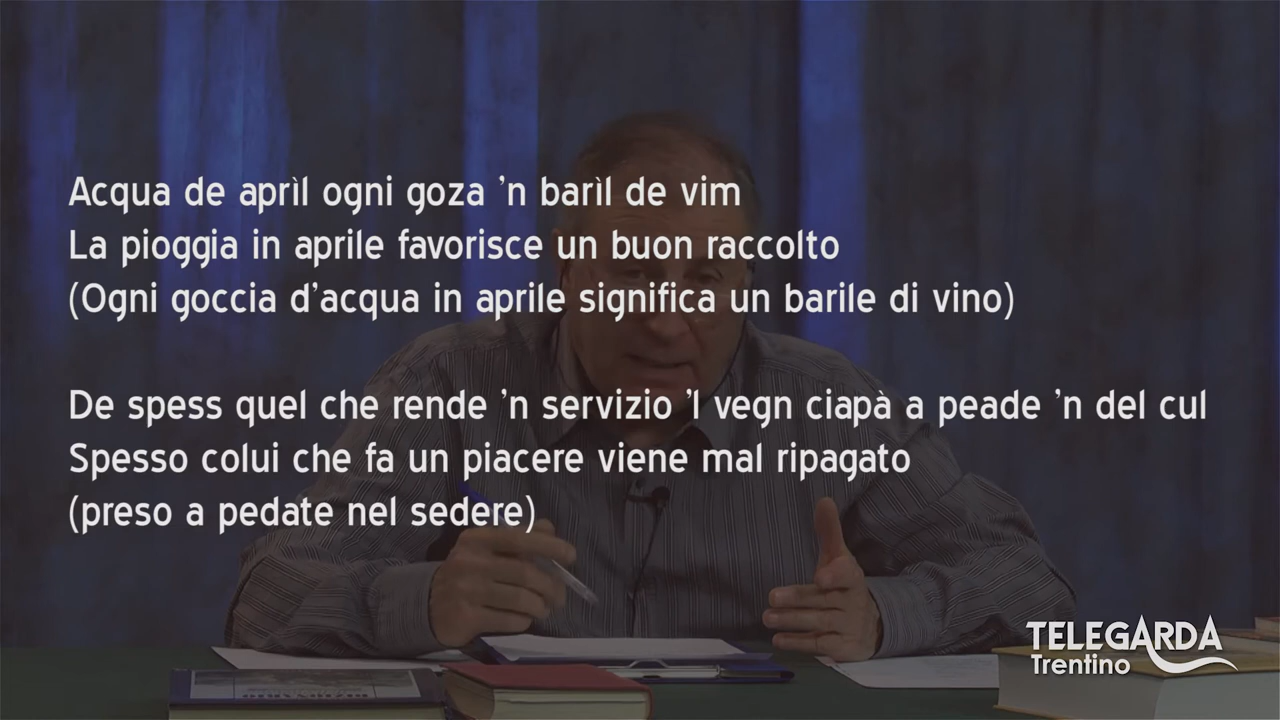 Acqua de aprìl ogni goza 'n barìl de vim
La pioggia in aprile favorisce un buon raccolto
(Ogni goccia d'acqua in aprile significa un barile di vino)
De spess quel che rende 'n servizio 'l vegn ciapà a peade 'n del cul
Spesso colui che fa un piacere viene mal ripagato
(preso a pedate nel sedere)
TELEGARDA
Trentino